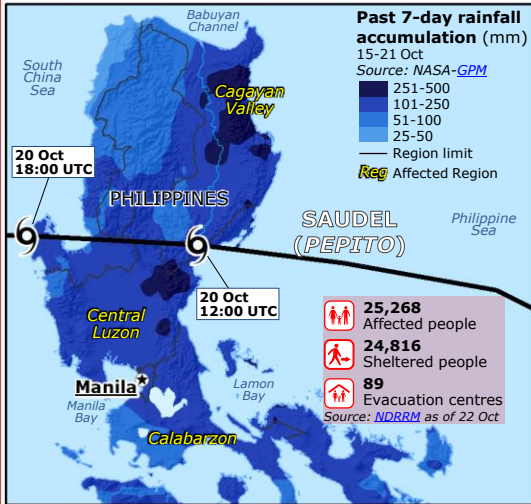 Babuyan
Channel
South
China
Sea
Cagayan
Valley
Past 7-day rainfall
accumulation (mm)
15-21 Oct
Source: NASA-GPM
251-500
101-250
51-100
25-50
Region limit
Reg Affected Region
20 Oct
18:00 UTC
PHILIPPINES
SAUDEL
(PEPITO)
Philippine
Sea
20 Oct
12:00 UTC
Central
Luzon
Manila
Manila
Bay
Lamon
Bay
Calabarzon
25,268
Affected people
24,816
Sheltered people
89
Evacuation centres
Source: NDRRM as of 22 Oct